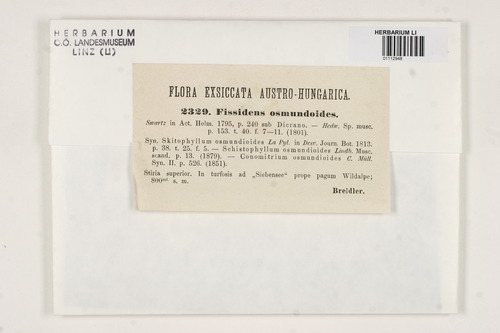 HERBARIUM
O.Ö. LANDESMUSEUM
LINZ (LI)
HERBARIUM LI
01112948
FLORA EXSICCATA AUSTRO-HUNGARICA.
2329. Fissidens osmundoides.
Swartz in Act. Holm. 1795, p. 240 sub Dicrano. — Hedw. Sp. musc.
p. 153. t. 40. f. 7—11. (1801).
Syn. Skitophyllum osmundioides La Pyl. in Desv. Journ. Bot. 1813.
p. 38. t. 25. f. 5. — Schistophyllum osmundioides Lindb. Musc.
scand. p. 13. (1879). — Conomitrium osmundioides C. Müll.
Syn. II. p. 526. (1851).
Stiria superior. In turfosis ad „Siebensee“ prope pagum Wildalpe;
800 s. m.
Breidler.